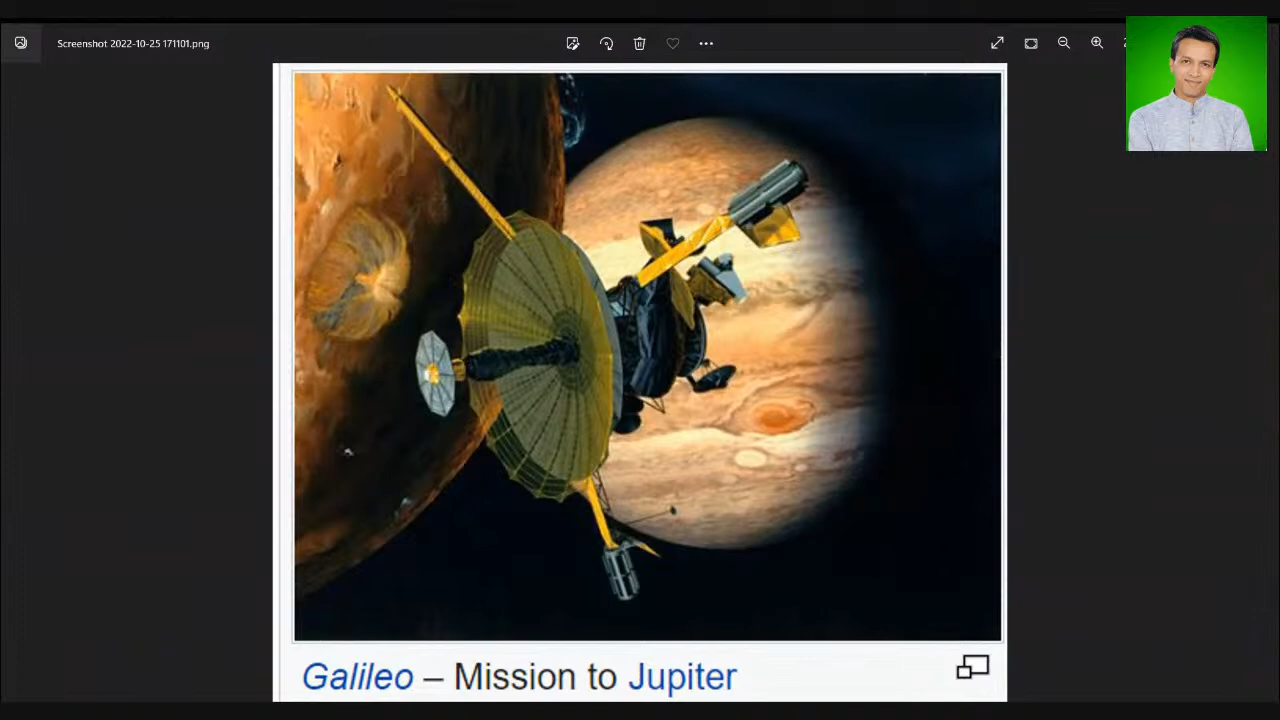 Screenshot 2022-10-25 171101.png
Galileo – Mission to Jupiter